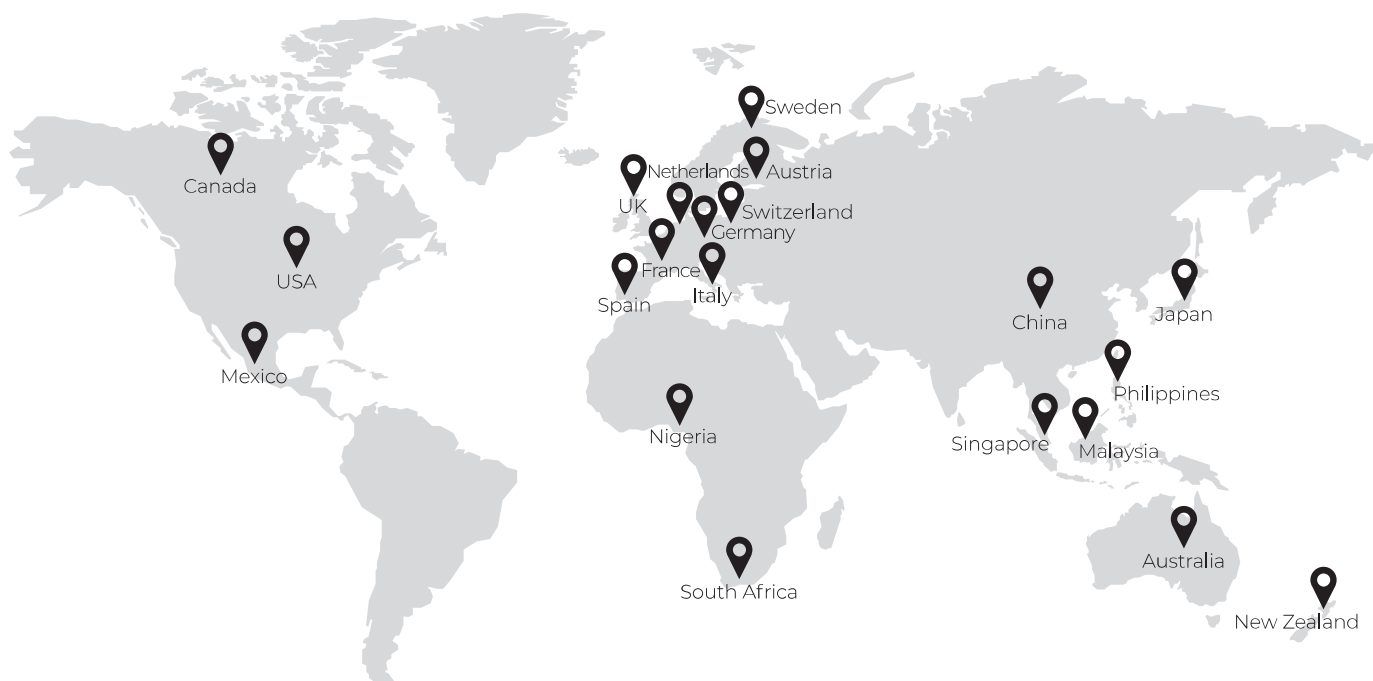 Sweden
Netherlands
Austria
Canada
UK
Switzerland
Germany
France
USA
Italy
Spain
China
Japan
Mexico
Philippines
Nigeria
Singapore
Malaysia
Australia
South Africa
New Zealand